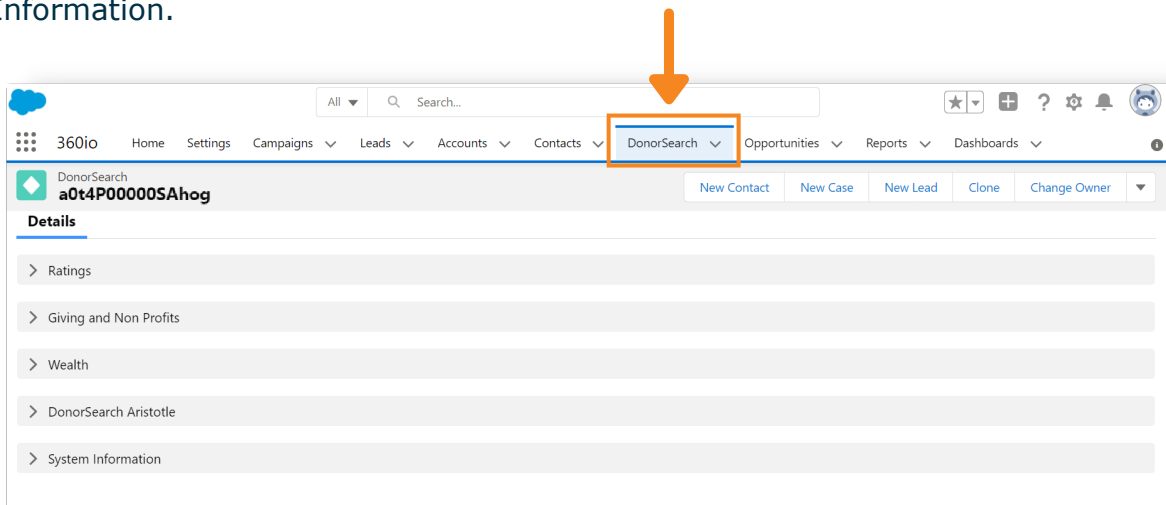 Information.
All Search...
360io Home Settings Campaigns Leads Accounts Contacts DonorSearch Opportunities Reports Dashboards
DonorSearch
a0t4P00000SAhog
New Contact New Case New Lead Clone Change Owner
Details
Ratings
Giving and Non Profits
Wealth
DonorSearch Aristotle
System Information